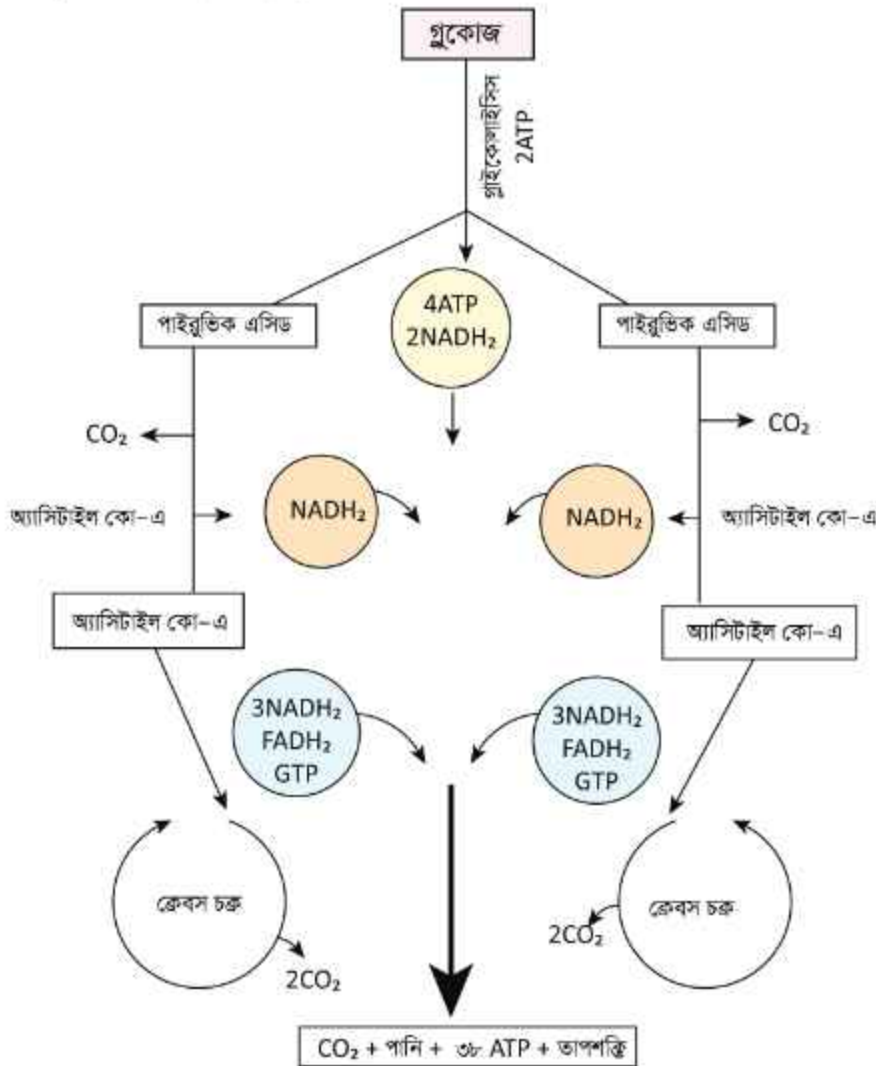 গ্লুকোজ
গ্লাইকোলাইসিস
2ATP
পাইরুভিক এসিড
4ATP
2NADH₂
পাইরুভিক এসিড
CO₂
CO₂
অ্যাসিটাইল কো-এ
NADH₂
NADH₂
অ্যাসিটাইল কো-এ
অ্যাসিটাইল কো-এ
অ্যাসিটাইল কো-এ
3NADH₂
FADH₂
GTP
3NADH₂
FADH₂
GTP
ক্রেবস চক্র
2CO₂
ক্রেবস চক্র
2CO₂
CO₂ + পানি + ৩৮ ATP + তাপশক্তি